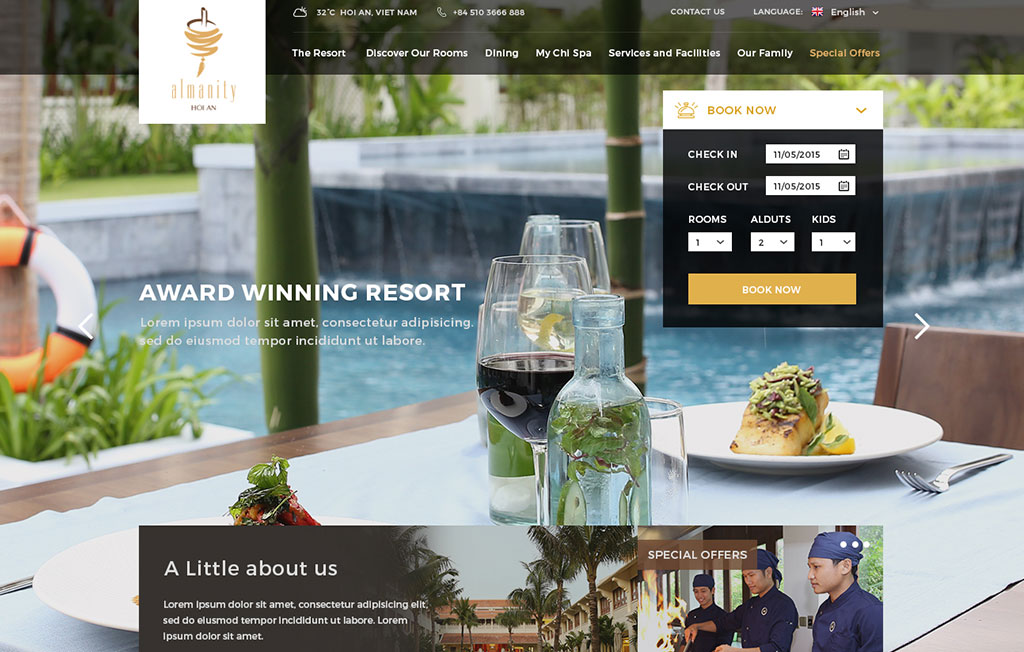 32°C HOI AN, VIET NAM
+84 510 3666 888
CONTACT US
LANGUAGE:
English
almanity
HOI AN
The Resort
Discover Our Rooms
Dining
My Chi Spa
Services and Facilities
Our Family
Special Offers
BOOK NOW
CHECK IN
11/05/2015
CHECK OUT
11/05/2015
ROOMS
ALDUTS
KIDS
1
2
1
BOOK NOW
AWARD WINNING RESORT
Lorem ipsum dolor sit amet, consectetur adipisicing.
sed do eiusmod tempor incididunt ut labore.
A Little about us
Lorem ipsum dolor sit amet, consectetur adipisicing elit,
sed do eiusmod tempor incididunt ut labore. Lorem
ipsum dolor sit amet.
SPECIAL OFFERS